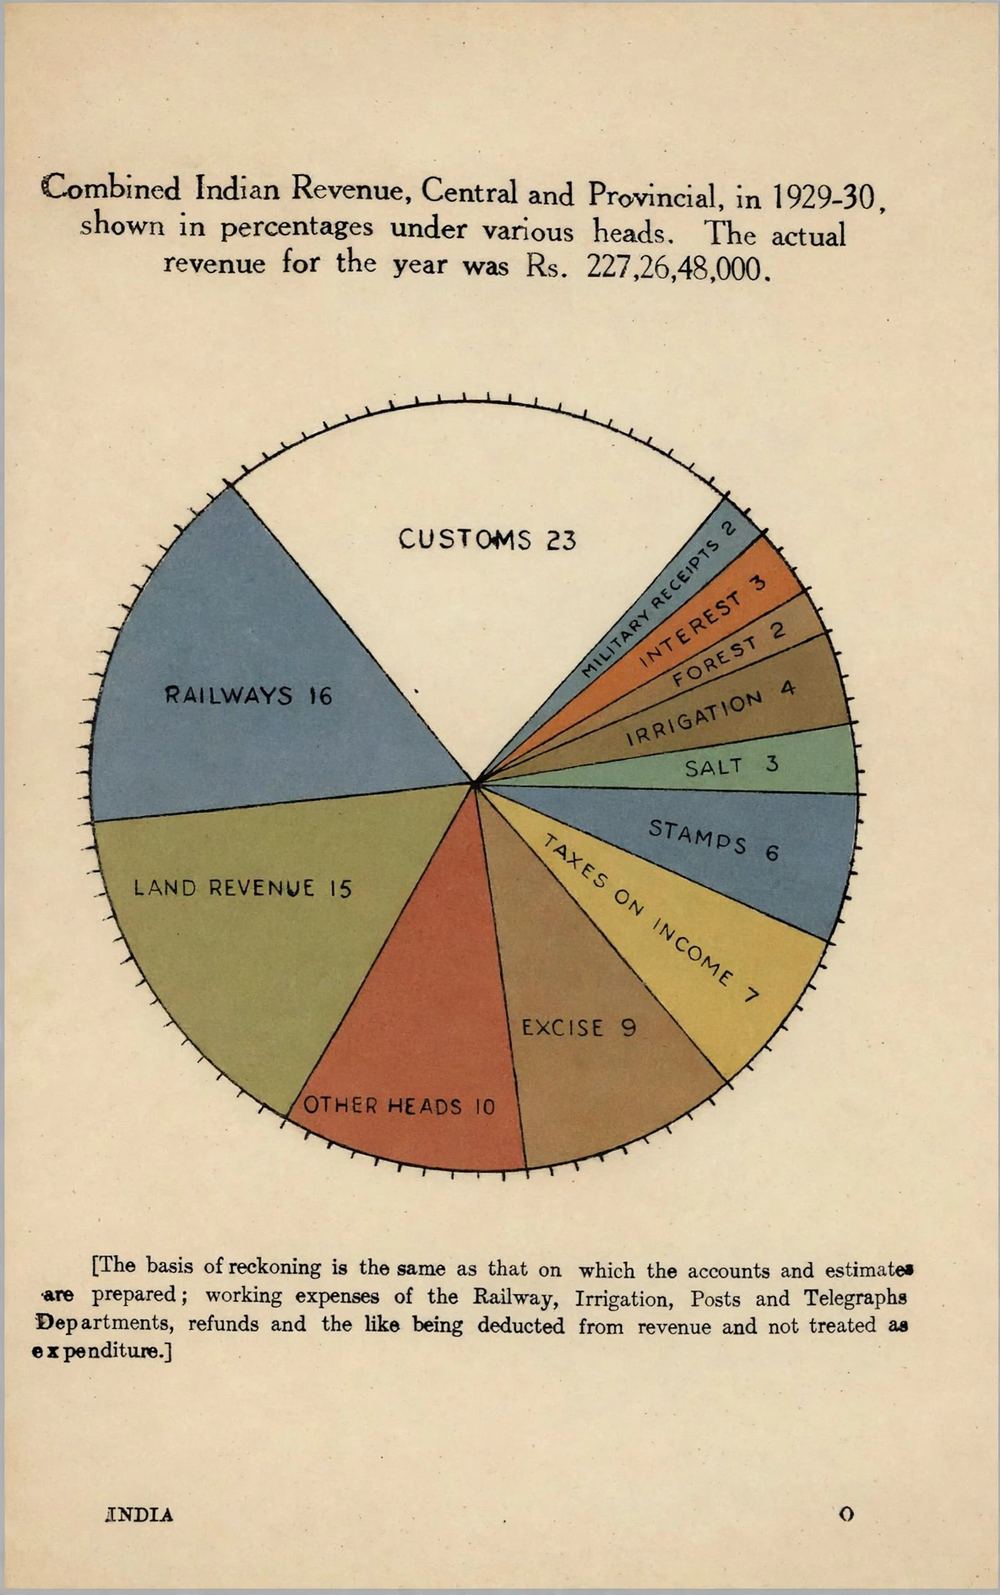 Combined Indian Revenue, Central and Provincial, in 1929-30,
shown in percentages under various heads. The actual
revenue for the year was Rs. 227,26,48,000.
CUSTOMS 23
MILITARY RECEIPTS 2
INTEREST 3
FOREST 2
IRRIGATION 4
SALT 3
STAMPS 6
TAXES ON INCOME 7
EXCISE 9
OTHER HEADS 10
LAND REVENUE 15
RAILWAYS 16
[The basis of reckoning is the same as that on which the accounts and estimates
are prepared; working expenses of the Railway, Irrigation, Posts and Telegraphs
Departments, refunds and the like being deducted from revenue and not treated as
expenditure.]
INDIA O